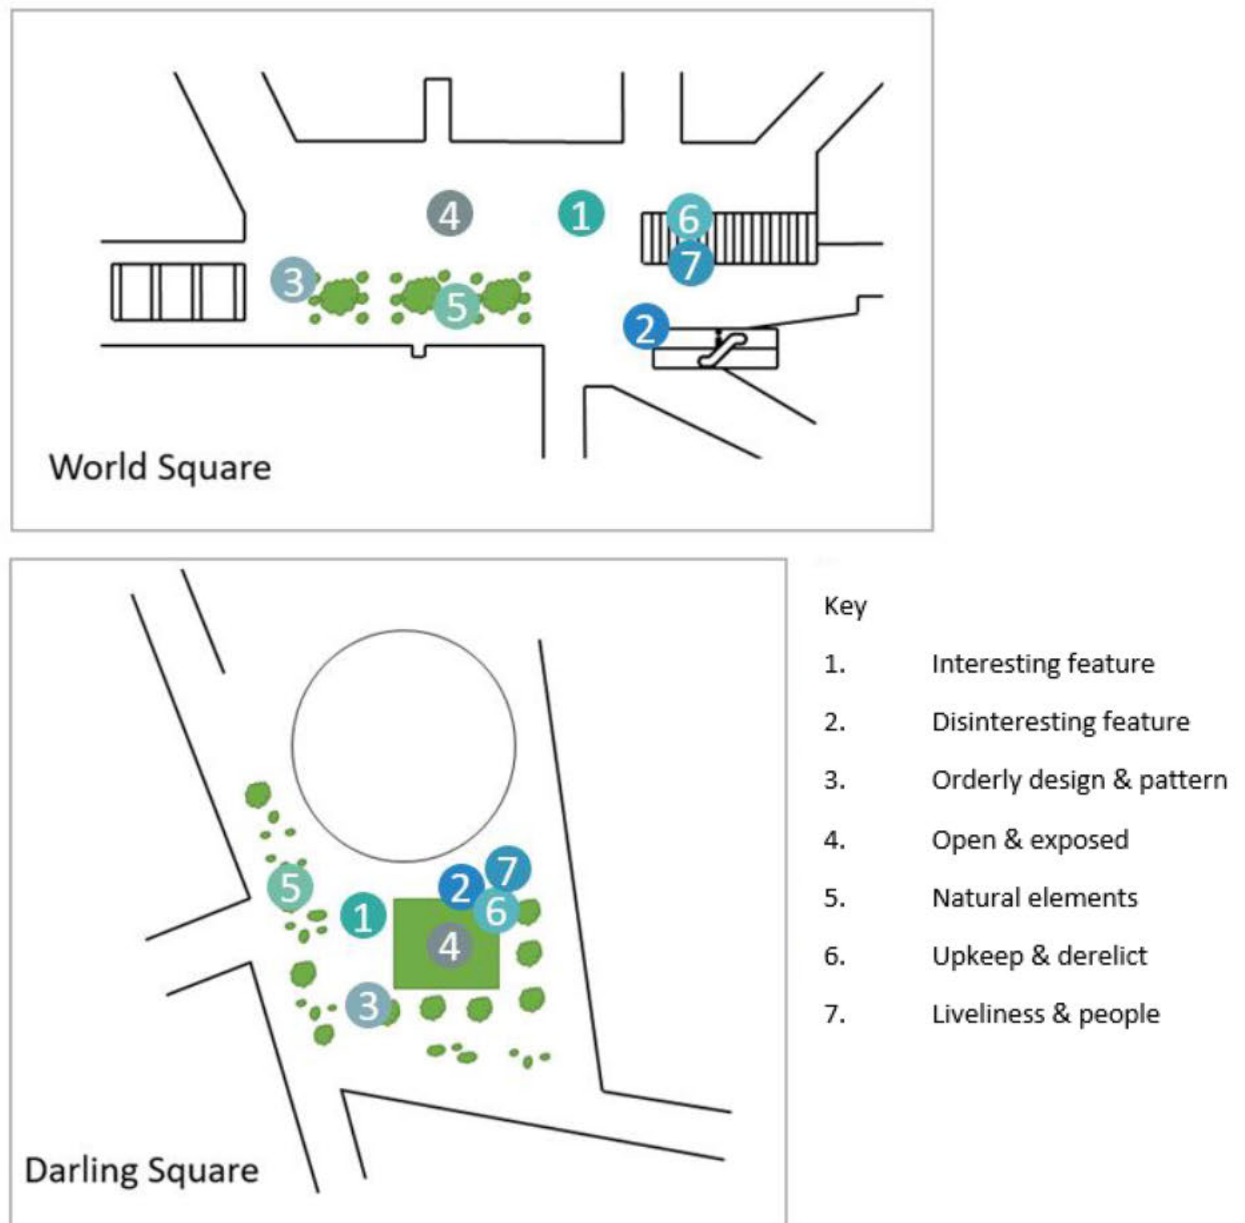 4
1
6
7
3
5
2
World Square
Key
1. Interesting feature
2. Disinteresting feature
3. Orderly design & pattern
4. Open & exposed
5. Natural elements
6. Upkeep & derelict
7. Liveliness & people
7
5
2
1
6
4
3
Darling Square